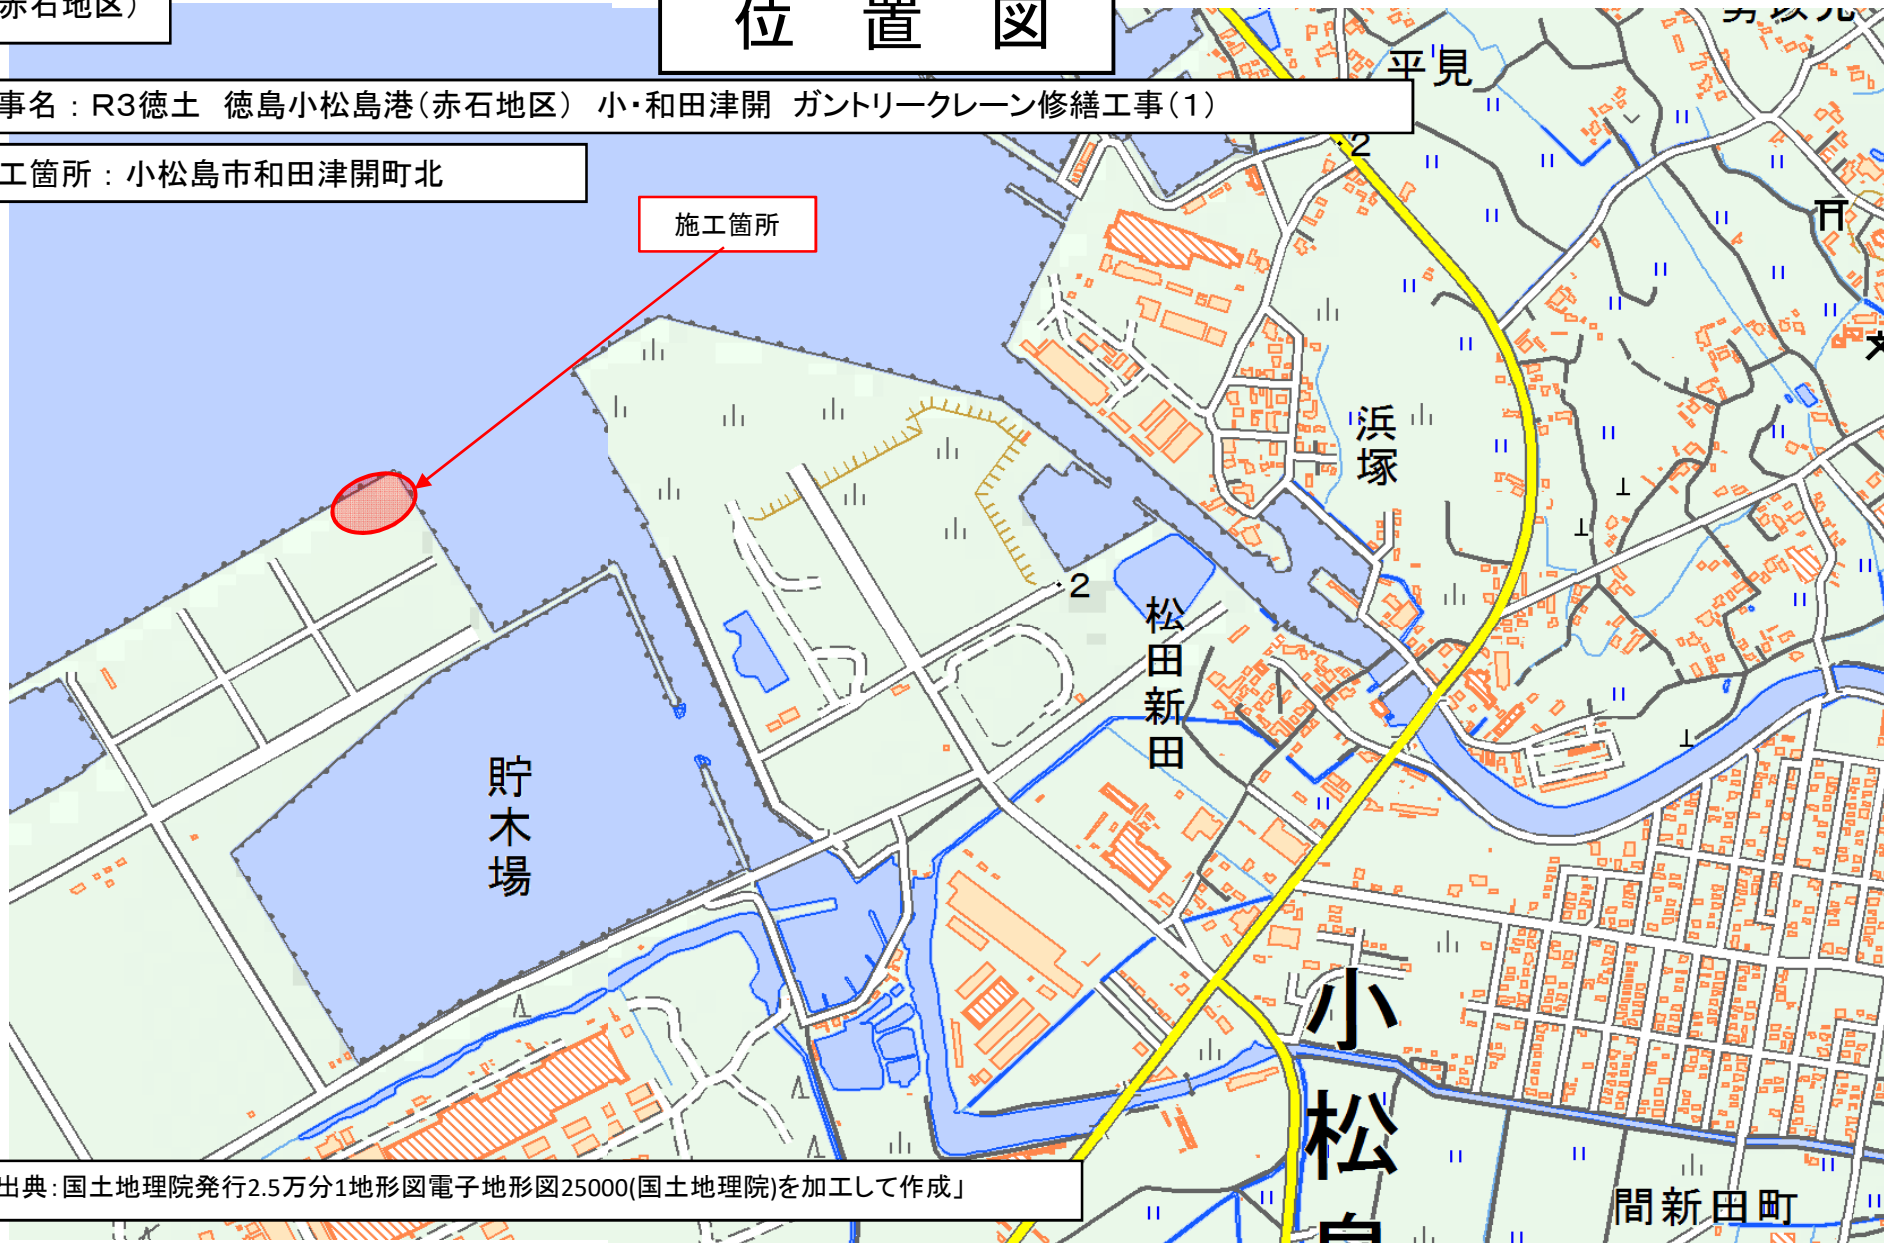 赤石地区）
位　置　図
事名：R3徳土　徳島小松島港（赤石地区）　小・和田津開　ガントリークレーン修繕工事（1）
工箇所：小松島市和田津開町北
施工箇所
平見
2
浜塚
2
松田新田
貯木場
小松島
間新田町
出典：国土地理院発行2.5万分1地形図電子地形図25000(国土地理院)を加工して作成」